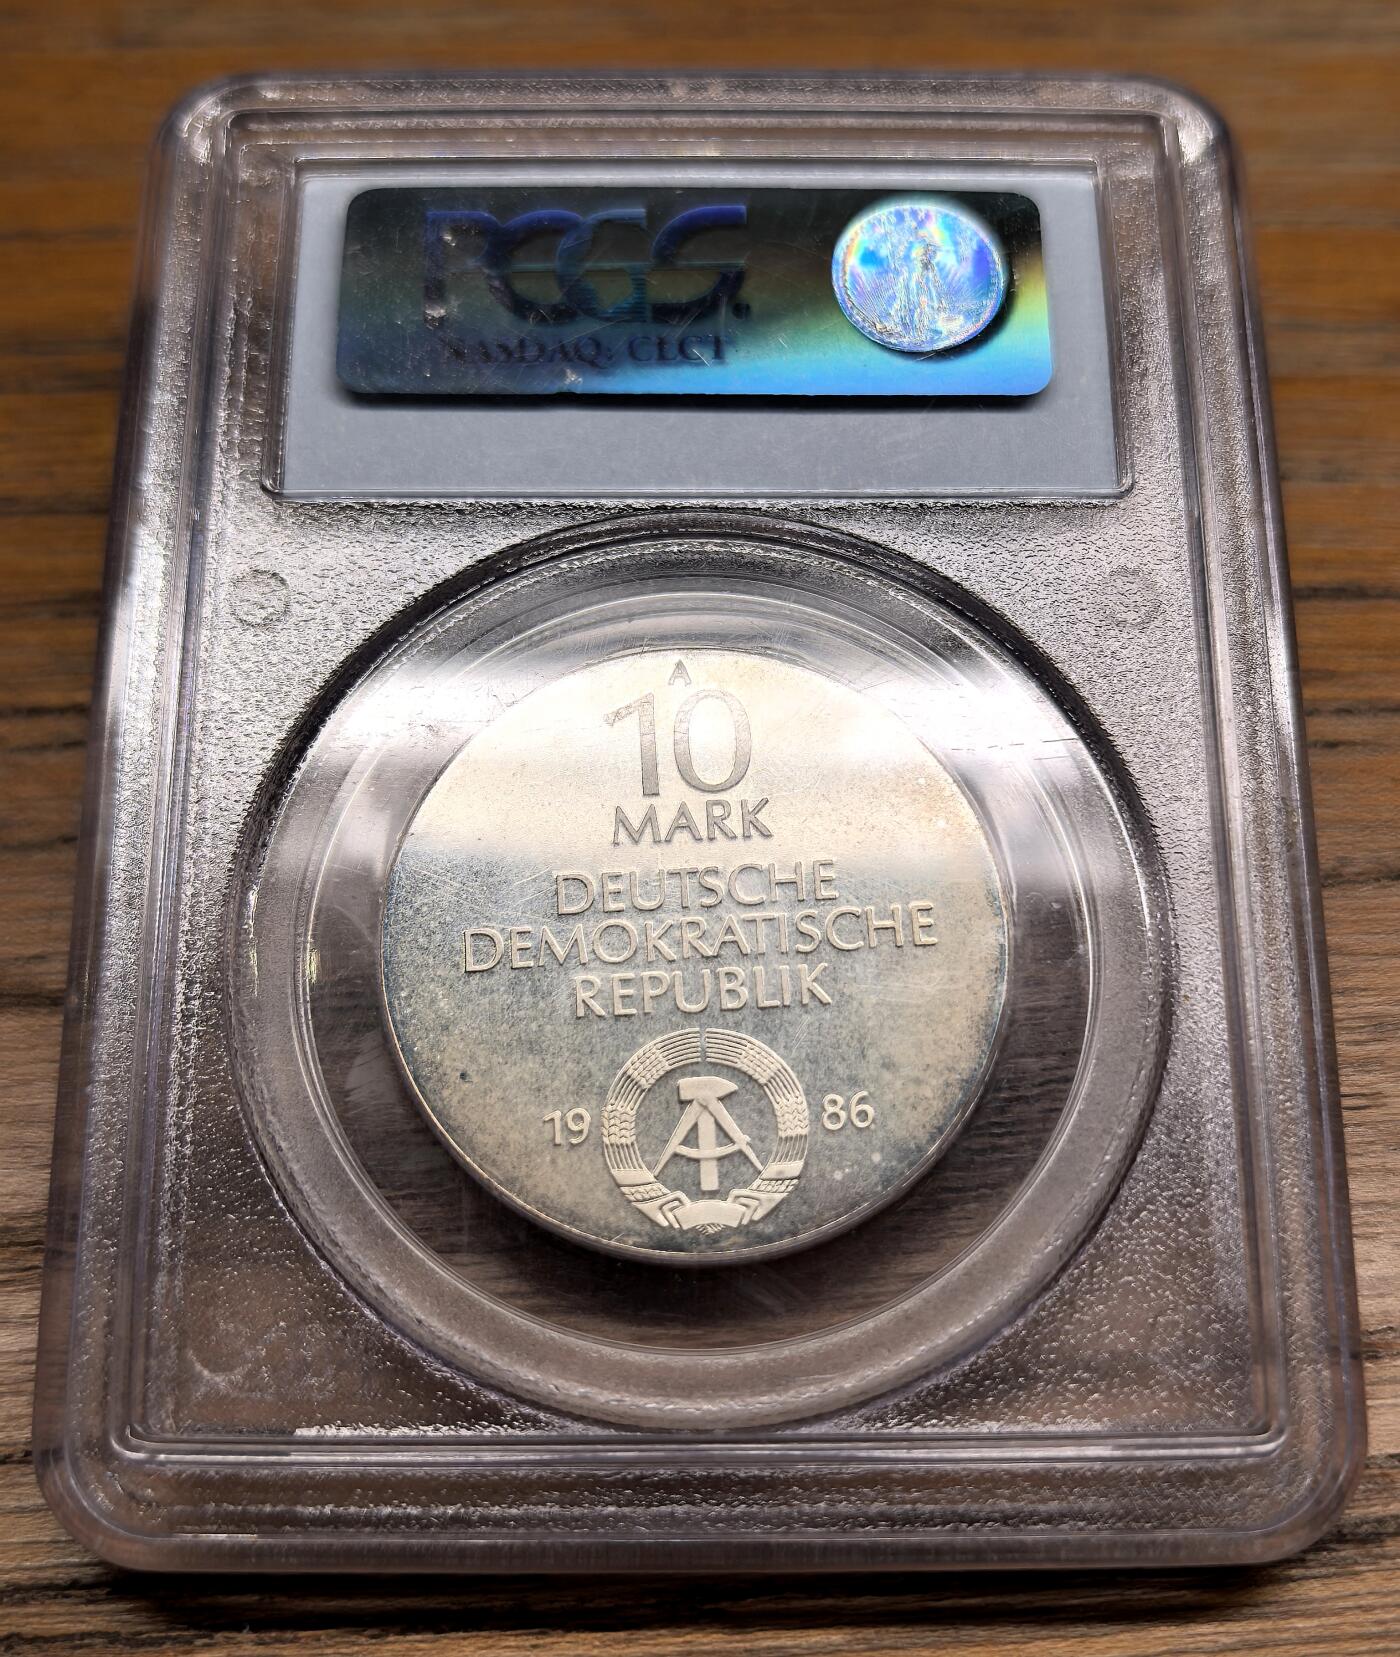 PCGS.
NASDAQ: CLCT
A
10
MARK
DEUTSCHE
DEMOKRATISCHE
REPUBLIK
19 86